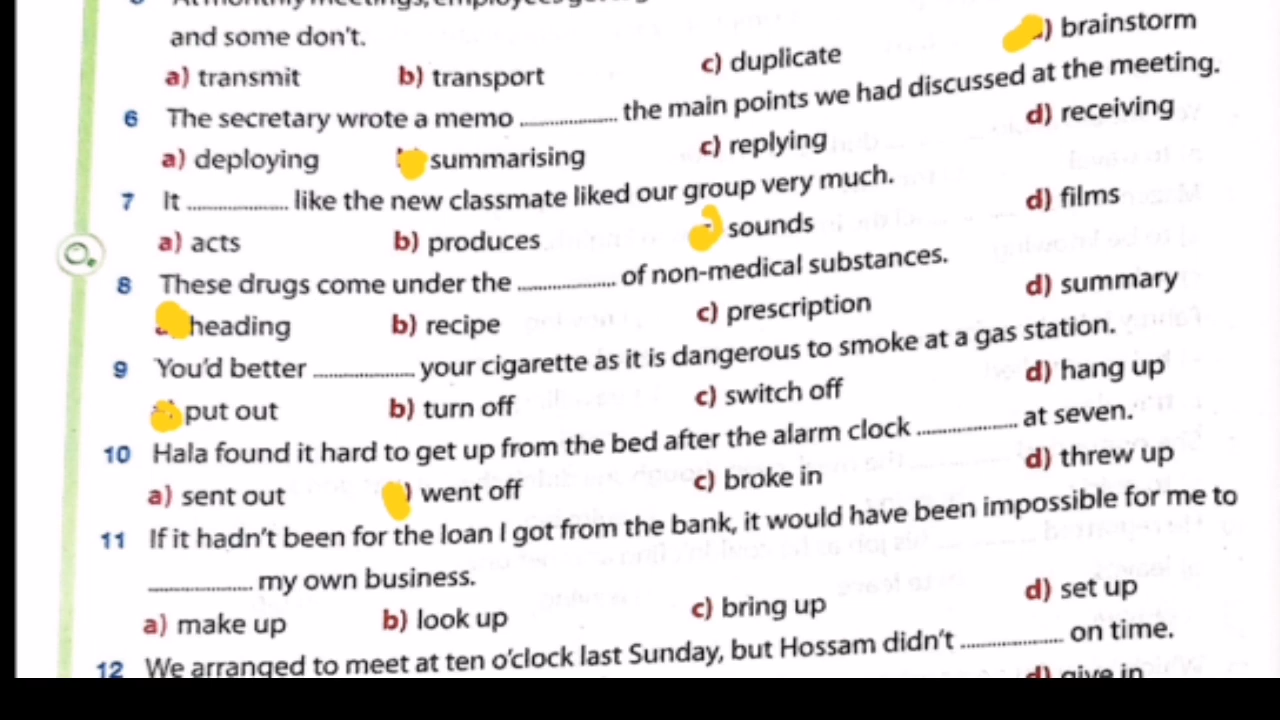 and some don't.
a) transmit b) transport c) duplicate ) brainstorm
6 The secretary wrote a memo .................. the main points we had discussed at the meeting.
a) deploying summarising c) replying d) receiving
7 It .................. like the new classmate liked our group very much.
a) acts b) produces sounds d) films
8 These drugs come under the .................. of non-medical substances.
heading b) recipe c) prescription d) summary
9 You'd better .................. your cigarette as it is dangerous to smoke at a gas station.
put out b) turn off c) switch off d) hang up
10 Hala found it hard to get up from the bed after the alarm clock .................. at seven.
a) sent out ) went off c) broke in d) threw up
11 If it hadn't been for the loan I got from the bank, it would have been impossible for me to
.................. my own business.
a) make up b) look up c) bring up d) set up
12 We arranged to meet at ten o'clock last Sunday, but Hossam didn't .................. on time.
d) give in